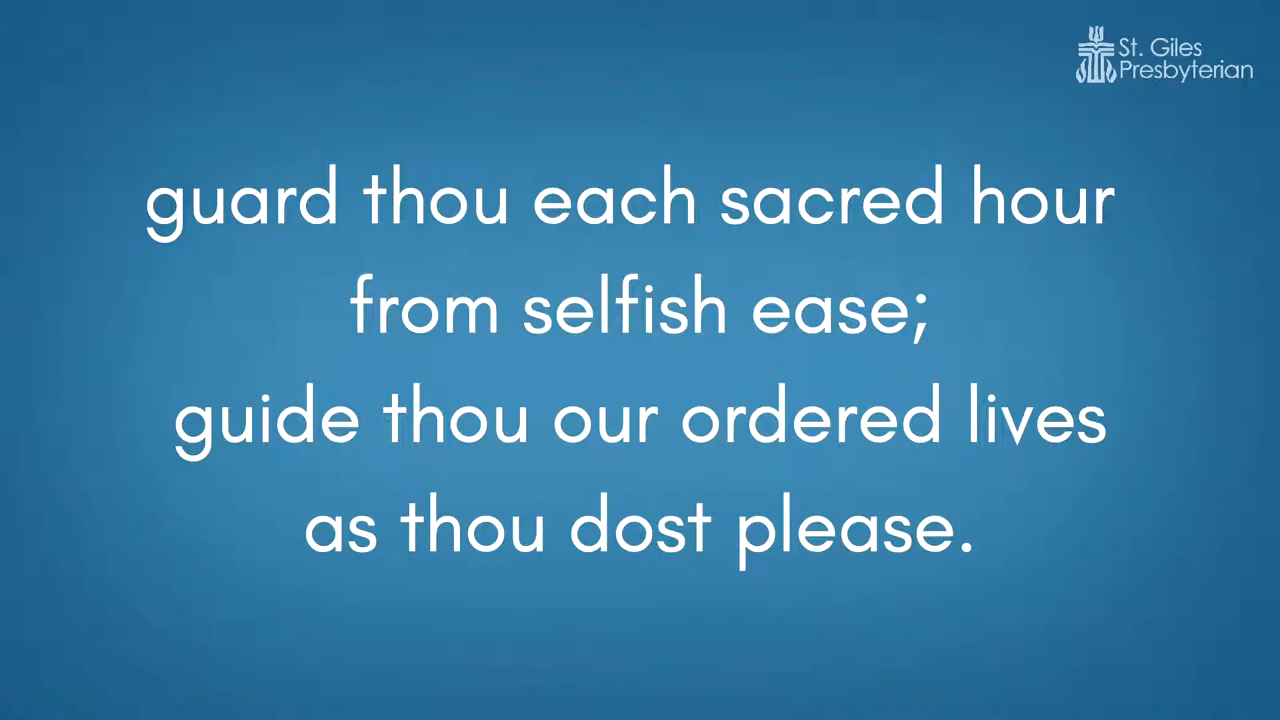 St. Giles
Presbyterian
guard thou each sacred hour
from selfish ease;
guide thou our ordered lives
as thou dost please.